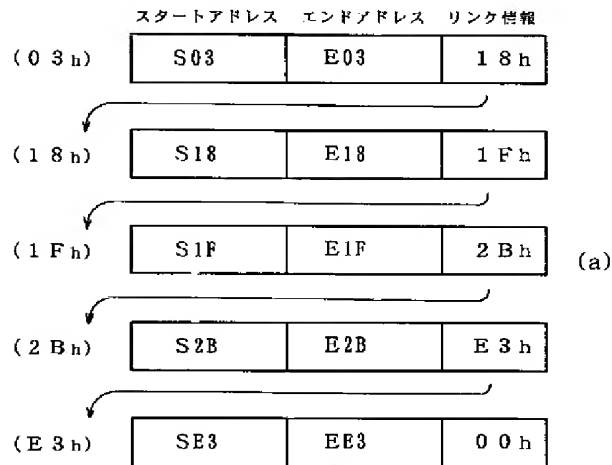 スタートアドレス エンドアドレス リンク情報
(03h) S03 E03 18h
(18h) S18 E18 1Fh
(1Fh) S1F E1F 2Bh
(a)
(2Bh) S2B E2B E3h
(E3h) SE3 EE3 00h